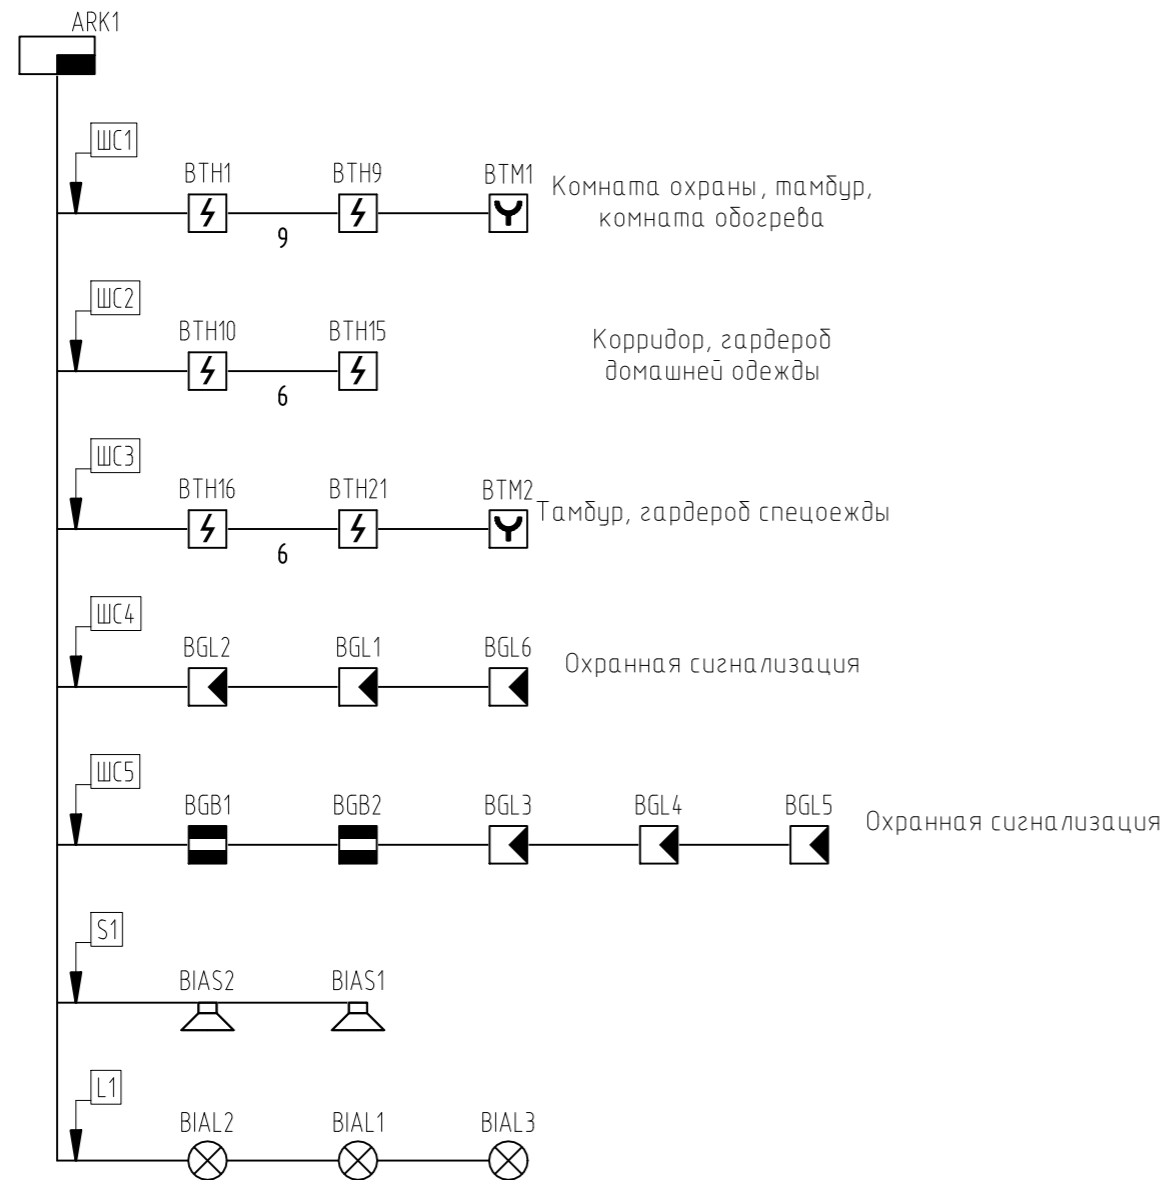 ARK1
ШС1
BTH1 BTH9 BTM1
9
Комната охраны, тамбур,
комната обогрева
ШС2
BTH10 BTH15
6
Корридор, гардероб
домашней одежды
ШС3
BTH16 BTH21 BTM2
6
Тамбур, гардероб спецоежды
ШС4
BGL2 BGL1 BGL6
Охранная сигнализация
ШС5
BGB1 BGB2 BGL3 BGL4 BGL5
Охранная сигнализация
S1
BIAS2 BIAS1
L1
BIAL2 BIAL1 BIAL3